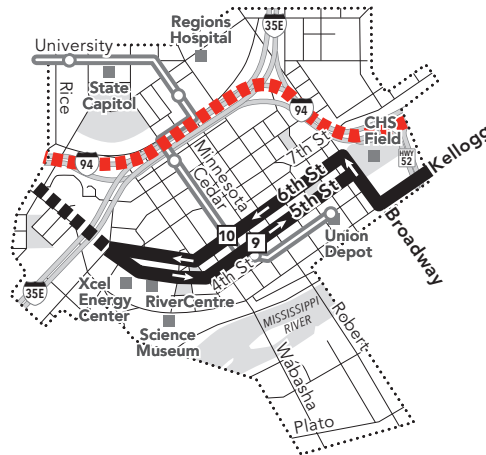 Regions
Hospital
35E
University
State
Capitol
Rice
94
CHS
Field
7th St
HWY
52
Kellogg
94
Minnesota
Cedar
6th St
5th St
Broadway
10
9
Union
Depot
4th St
35E
Xcel
Energy
Center
RiverCentre
Science
Museum
MISSISSIPPI
RIVER
Robert
Wabasha
Plato